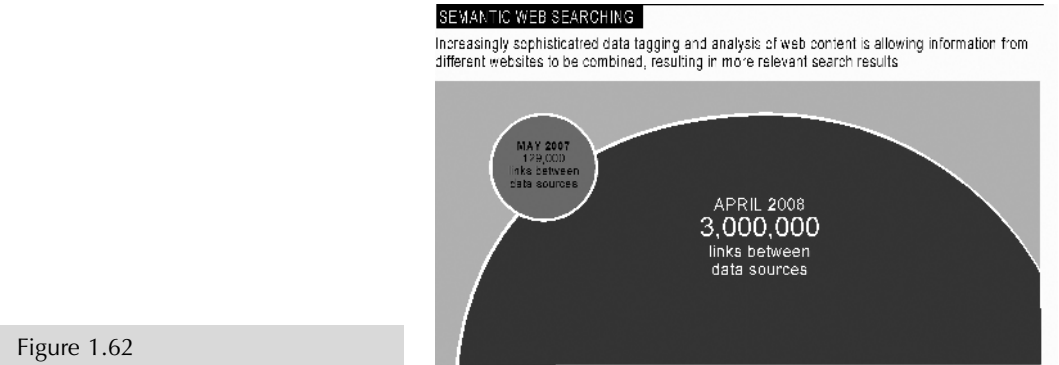 SEMANTIC WEB SEARCHING
Increasingly sophisticatred data tagging and analysis of web content is allowing information from
different websites to be combined, resulting in more relevant search results
MAY 2007
129,000
links between
data sources
APRIL 2008
3,000,000
links between
data sources
Figure 1.62